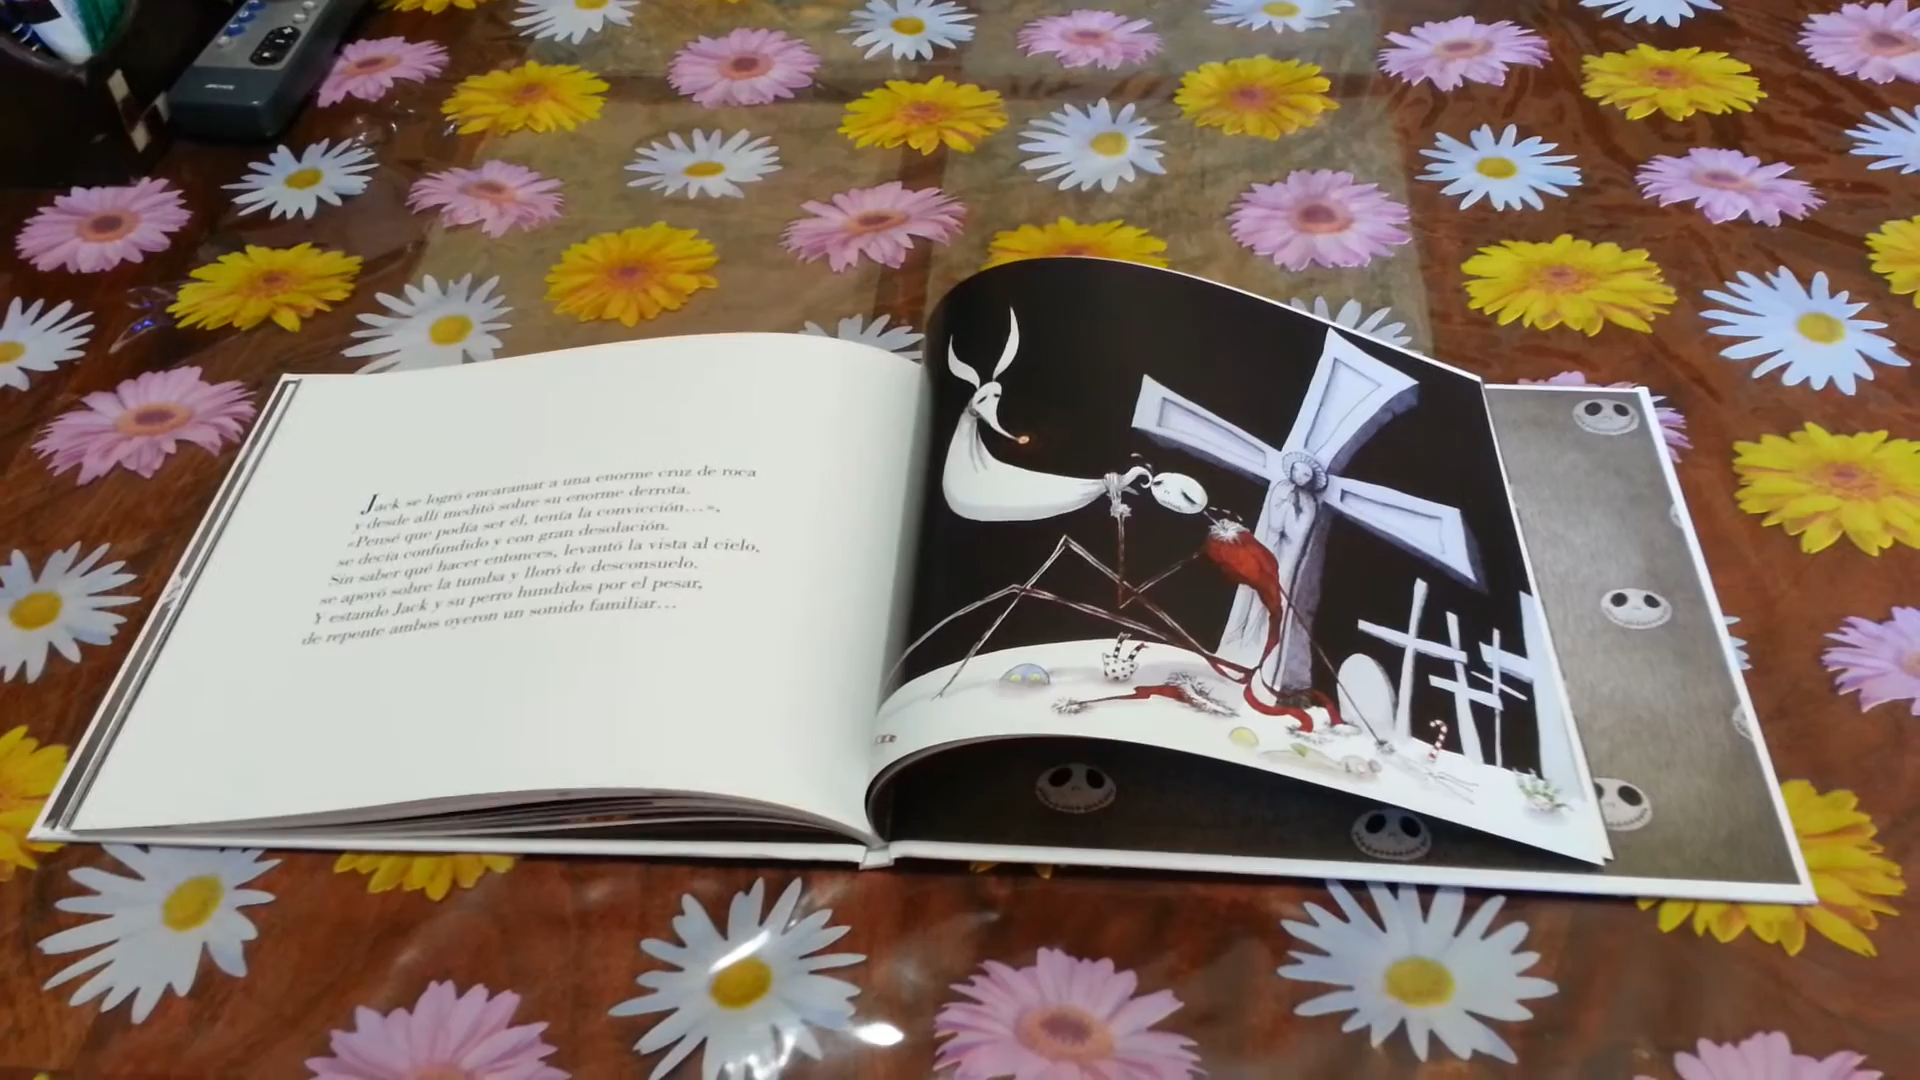 Jack se logró encaramar a una enorme cruz de roca
y desde allí meditó sobre su enorme derrota.
«Pensé que podía ser él, tenía la convicción...»,
se decía confundido y con gran desolación.
Sin saber qué hacer entonces, levantó la vista al cielo,
se apoyó sobre la tumba y lloró de desconsuelo.
Y estando Jack y su perro hundidos por el pesar,
de repente ambos oyeron un sonido familiar...